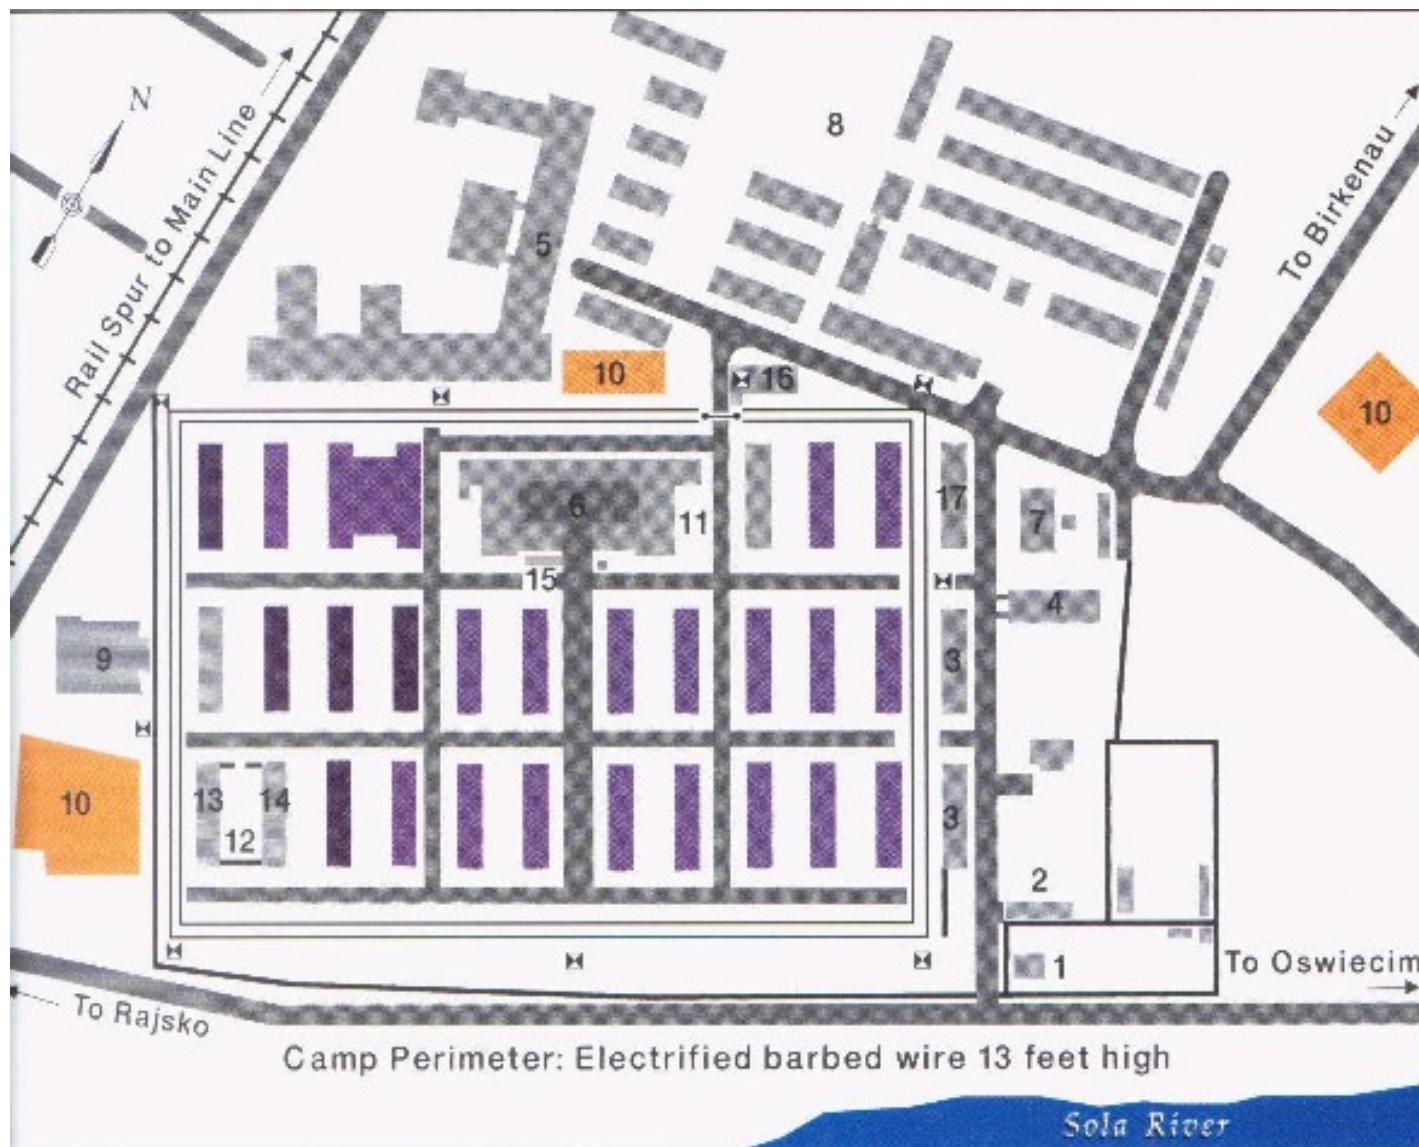 N
Rail Spur to Main Line
8
To Birkenau
5
10
16
10
6
11
17
7
15
4
9
3
10
13
14
12
3
2
1
To Oswiecim
To Rajsko
Camp Perimeter: Electrified barbed wire 13 feet high
Sola River